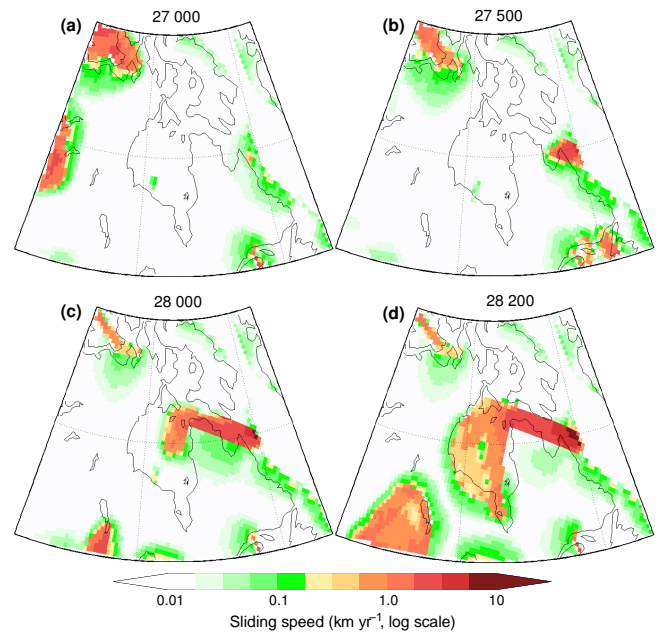 (a) 27 000
(b) 27 500
(c) 28 000
(d) 28 200
0.01 0.1 1.0 10
Sliding speed (km yr⁻¹, log scale)